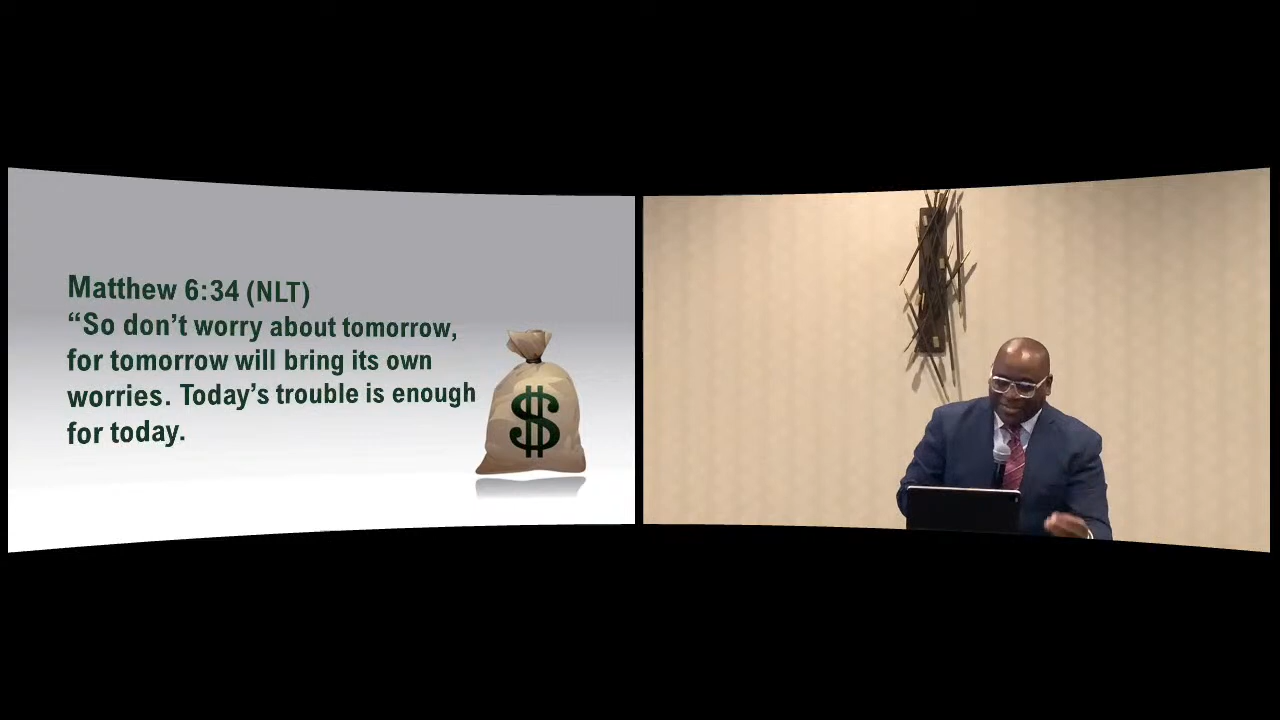 Matthew 6:34 (NLT)
“So don’t worry about tomorrow,
for tomorrow will bring its own
worries. Today’s trouble is enough
for today.
$